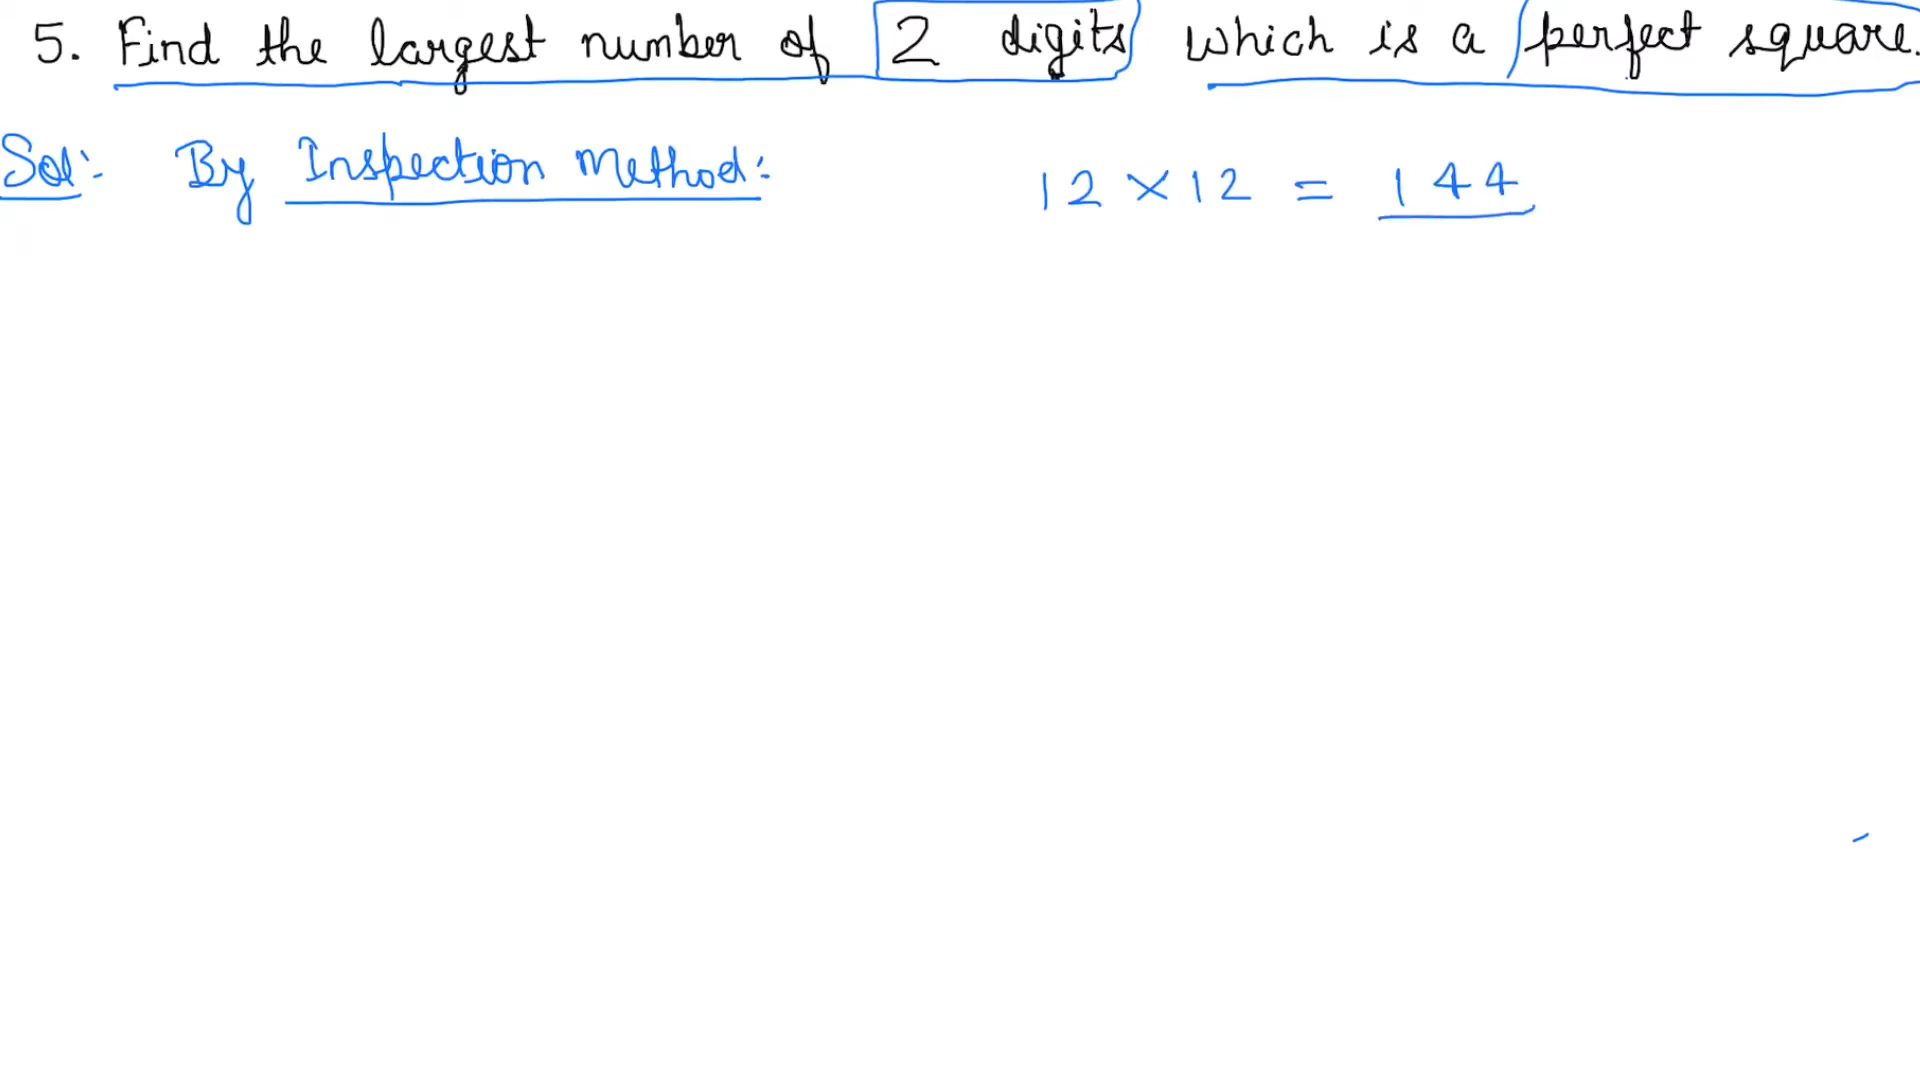 5. Find the largest number of 2 digits which is a perfect square.
Sol:- By Inspection Method:- 12 × 12 = 144